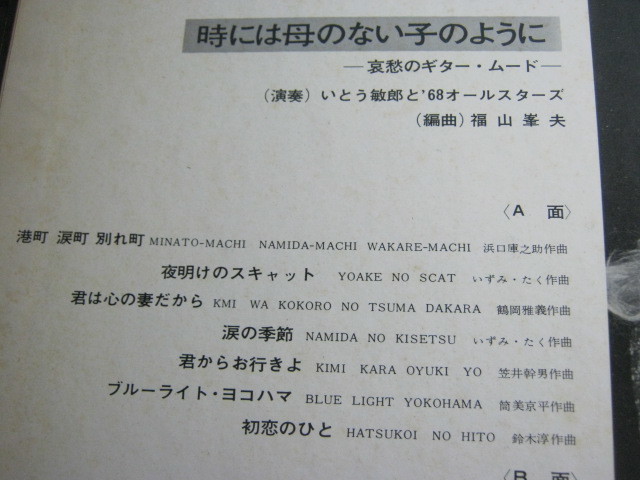 時には母のない子のように
—哀愁のギター・ムード—
(演奏) いとう敏郎と'68オールスターズ
(編曲) 福山峯夫
〈A 面〉
港町 涙町 別れ町 MINATO-MACHI NAMIDA-MACHI WAKARE-MACHI 浜口庫之助作曲
夜明けのスキャット YOAKE NO SCAT いずみ・たく作曲
君は心の妻だから KMI WA KOKORO NO TSUMA DAKARA 鶴岡雅義作曲
涙の季節 NAMIDA NO KISETSU いずみ・たく作曲
君からお行きよ KIMI KARA OYUKI YO 笠井幹男作曲
ブルーライト・ヨコハマ BLUE LIGHT YOKOHAMA 筒美京平作曲
初恋のひと HATSUKOI NO HITO 鈴木淳作曲
〈B 面〉